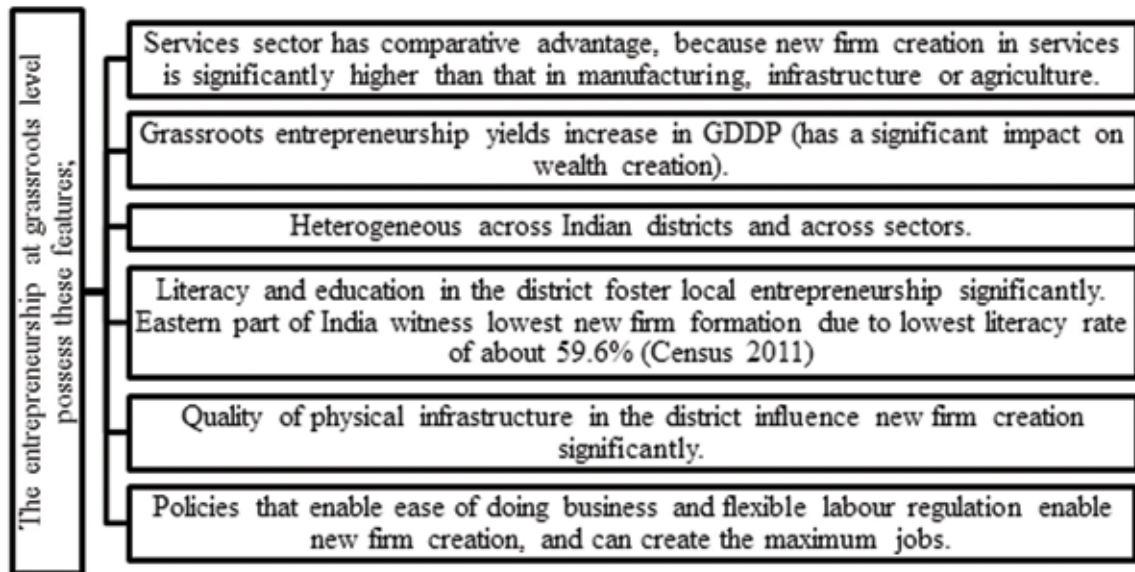 The entrepreneurship at grassroots level
possess these features;
Services sector has comparative advantage, because new firm creation in services
is significantly higher than that in manufacturing, infrastructure or agriculture.
Grassroots entrepreneurship yields increase in GDDP (has a significant impact on
wealth creation).
Heterogeneous across Indian districts and across sectors.
Literacy and education in the district foster local entrepreneurship significantly.
Eastern part of India witness lowest new firm formation due to lowest literacy rate
of about 59.6% (Census 2011)
Quality of physical infrastructure in the district influence new firm creation
significantly.
Policies that enable ease of doing business and flexible labour regulation enable
new firm creation, and can create the maximum jobs.